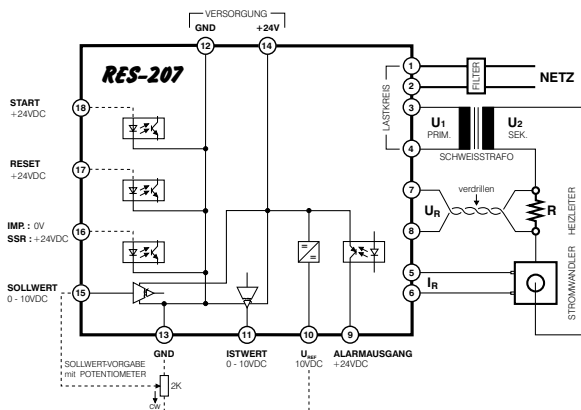 VERSORGUNG
GND +24V
12 14
RES-207
START
+24VDC
18
RESET
+24VDC
17
IMP.: 0V
SSR: +24VDC
16
SOLLWERT
0 - 10VDC
15
13
GND
11
ISTWERT
0 - 10VDC
10
UREF
10VDC
9
ALARMAUSGANG
+24VDC
SOLLWERT-VORGABE
mit POTENTIOMETER
2K
CW
LASTKREIS
1
2
FILTER
NETZ
3
4
U1
PRIM.
U2
SEK.
SCHWEISSTRAFO
7
8
verdrillen
UR
R
HEIZLEITER
5
6
IR
STROMWANDLER